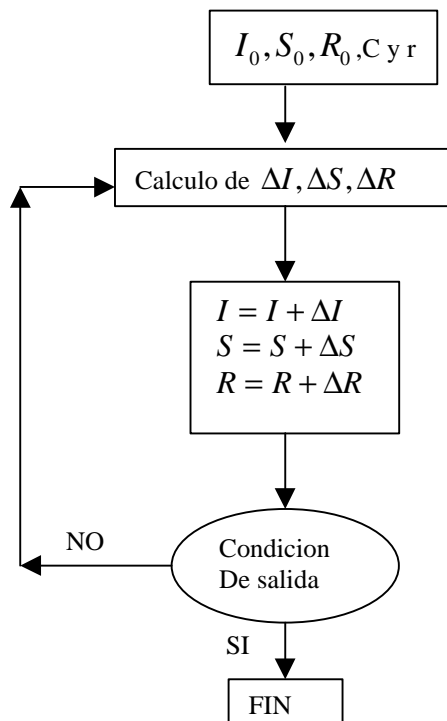 I₀, S₀, R₀ ,C y r
Calculo de ΔI, ΔS, ΔR
I = I + ΔI
S = S + ΔS
R = R + ΔR
NO
Condicion
De salida
SI
FIN